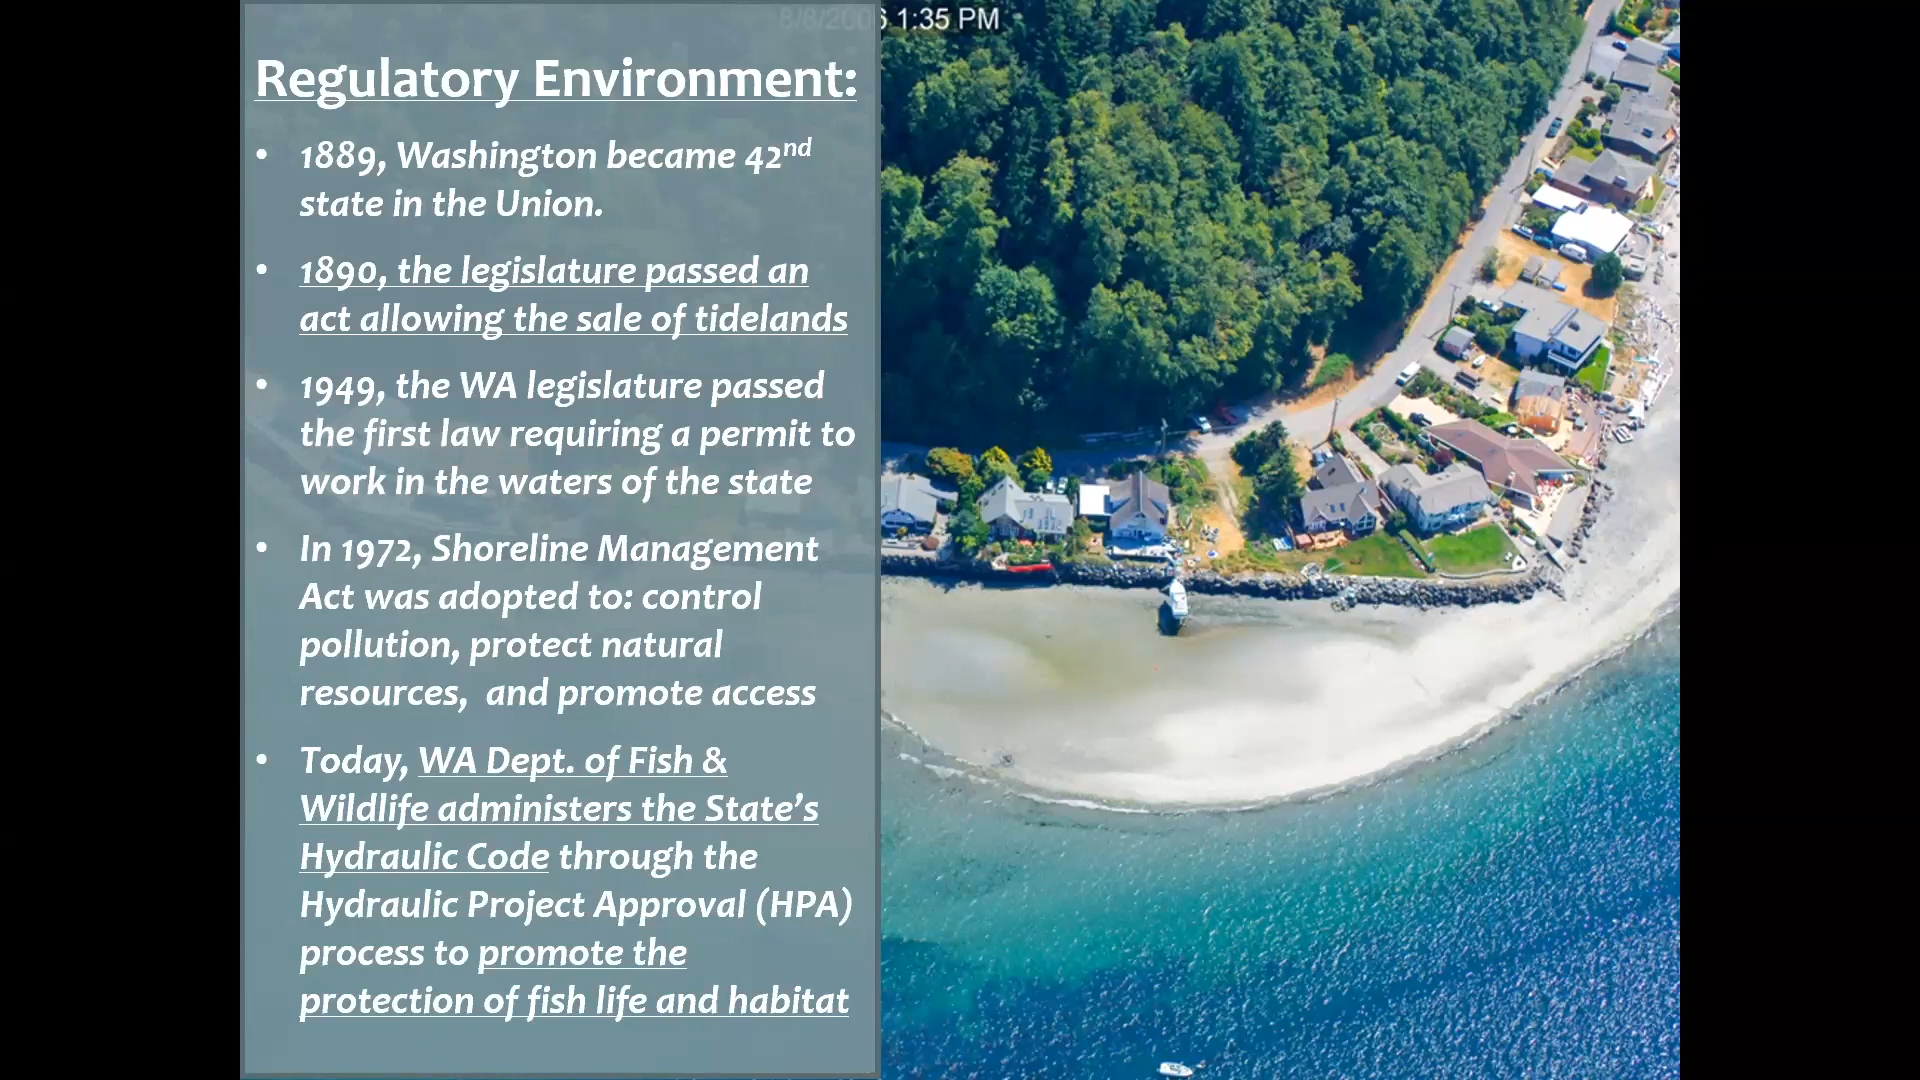 8/8/2006 1:35 PM
Regulatory Environment:
• 1889, Washington became 42nd
state in the Union.
• 1890, the legislature passed an
act allowing the sale of tidelands
• 1949, the WA legislature passed
the first law requiring a permit to
work in the waters of the state
• In 1972, Shoreline Management
Act was adopted to: control
pollution, protect natural
resources,  and promote access
• Today, WA Dept. of Fish &
Wildlife administers the State's
Hydraulic Code through the
Hydraulic Project Approval (HPA)
process to promote the
protection of fish life and habitat